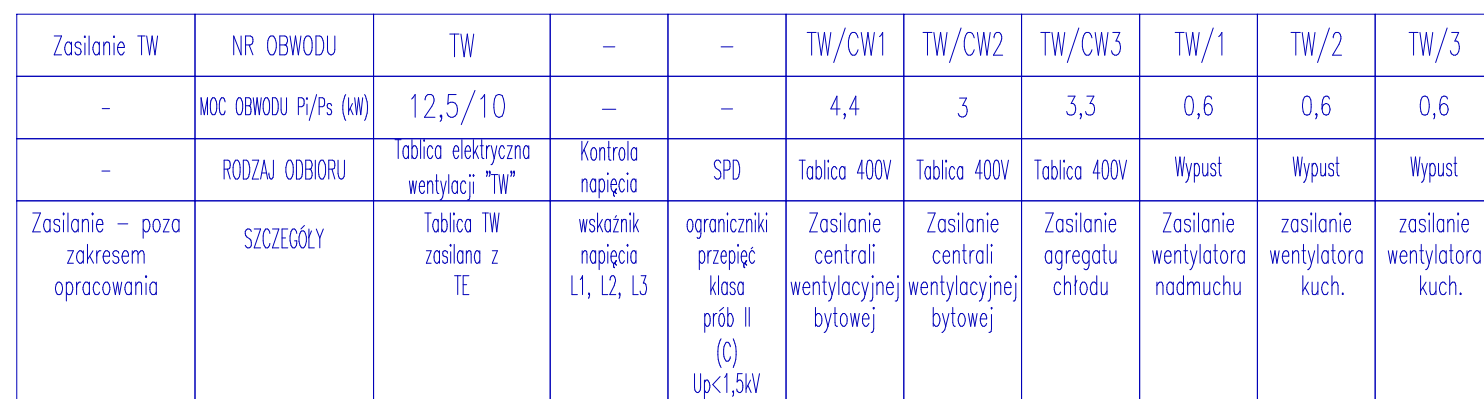 Zasilanie TW NR OBWODU TW – – TW/CW1 TW/CW2 TW/CW3 TW/1 TW/2 TW/3
– MOC OBWODU Pi/Ps (kW) 12,5/10 – – 4,4 3 3,3 0,6 0,6 0,6
– RODZAJ ODBIORU Tablica elektryczna wentylacji "TW" Kontrola napięcia SPD Tablica 400V Tablica 400V Tablica 400V Wypust Wypust Wypust
Zasilanie – poza
zakresem
opracowania
SZCZEGÓŁY
Tablica TW
zasilana z
TE
wskaźnik
napięcia
L1, L2, L3
ograniczniki
przepięć
klasa
prób II
(C)
Up<1,5kV
Zasilanie
centrali
wentylacyjnej
bytowej
Zasilanie
centrali
wentylacyjnej
bytowej
Zasilanie
agregatu
chłodu
Zasilanie
wentylatora
nadmuchu
zasilanie
wentylatora
kuch.
zasilanie
wentylatora
kuch.